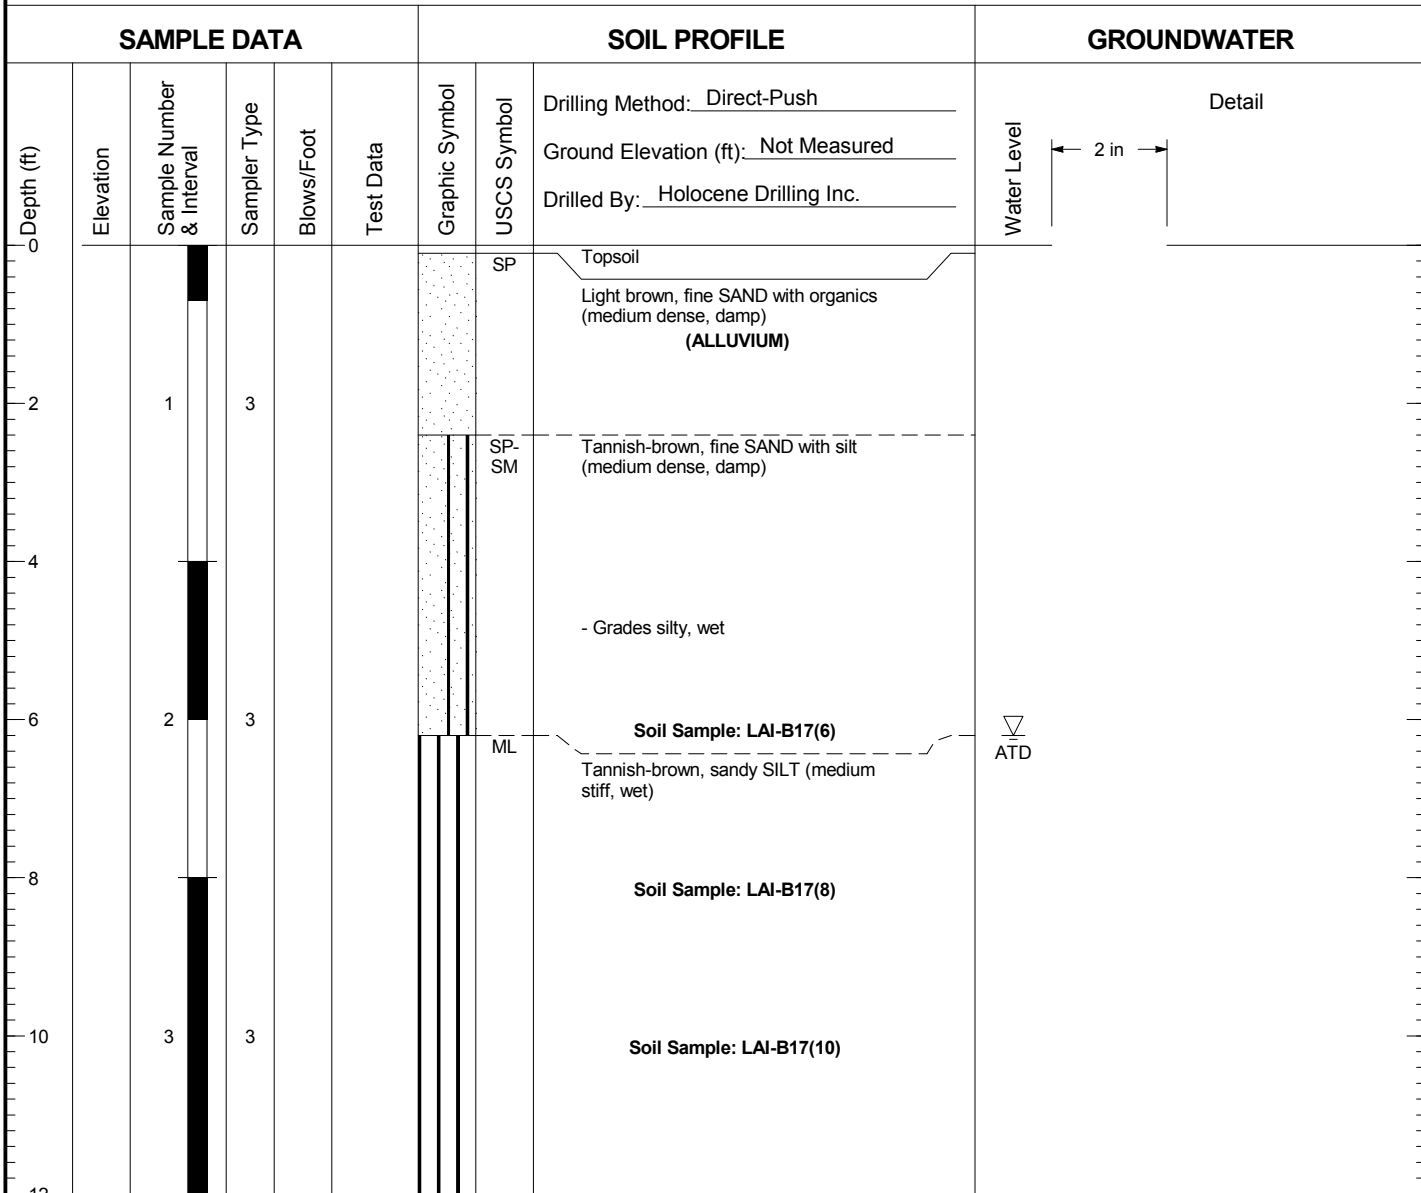 SAMPLE DATA
SOIL PROFILE
GROUNDWATER
Depth (ft)
Elevation
Sample Number
& Interval
Sampler Type
Blows/Foot
Test Data
Graphic Symbol
USCS Symbol
Drilling Method: Direct-Push
Ground Elevation (ft): Not Measured
Drilled By: Holocene Drilling Inc.
Water Level
Detail
2 in
0
SP
Topsoil
Light brown, fine SAND with organics
(medium dense, damp)
(ALLUVIUM)
2
1
3
SP-
SM
Tannish-brown, fine SAND with silt
(medium dense, damp)
4
- Grades silty, wet
6
2
3
Soil Sample: LAI-B17(6)
ATD
ML
Tannish-brown, sandy SILT (medium
stiff, wet)
8
Soil Sample: LAI-B17(8)
10
3
3
Soil Sample: LAI-B17(10)
12